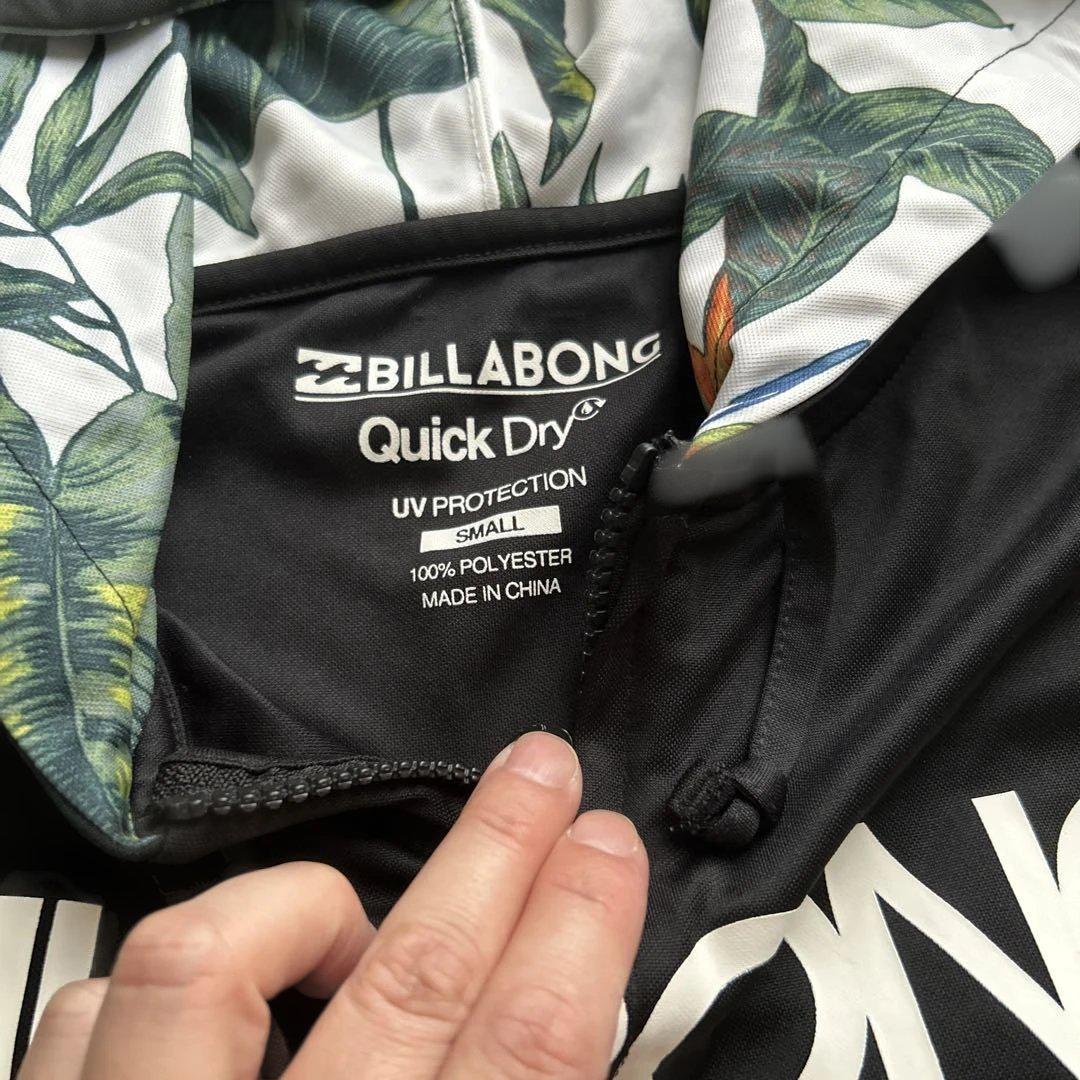 BILLABONG
Quick Dry
UV PROTECTION
SMALL
100% POLYESTER
MADE IN CHINA